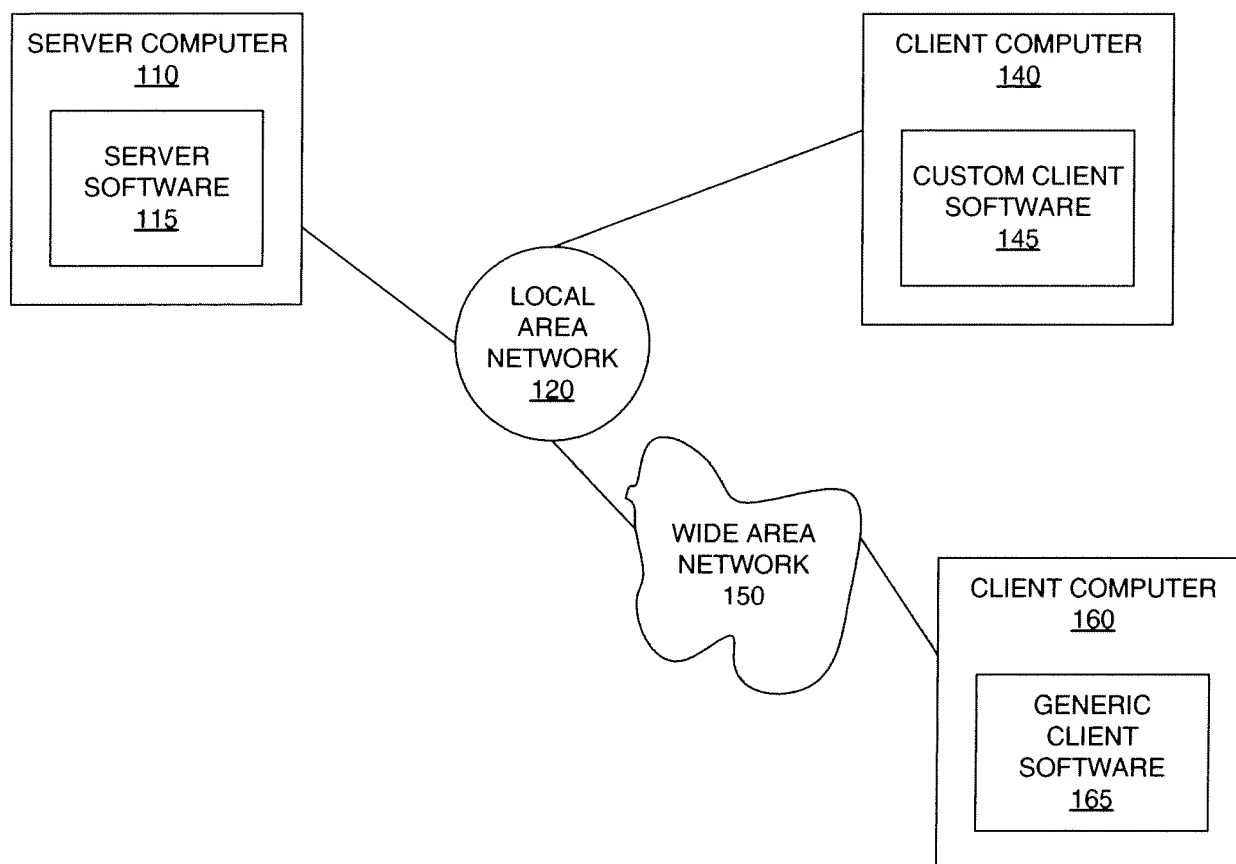 SERVER COMPUTER
110
SERVER
SOFTWARE
115
CLIENT COMPUTER
140
CUSTOM CLIENT
SOFTWARE
145
LOCAL
AREA
NETWORK
120
WIDE AREA
NETWORK
150
CLIENT COMPUTER
160
GENERIC
CLIENT
SOFTWARE
165